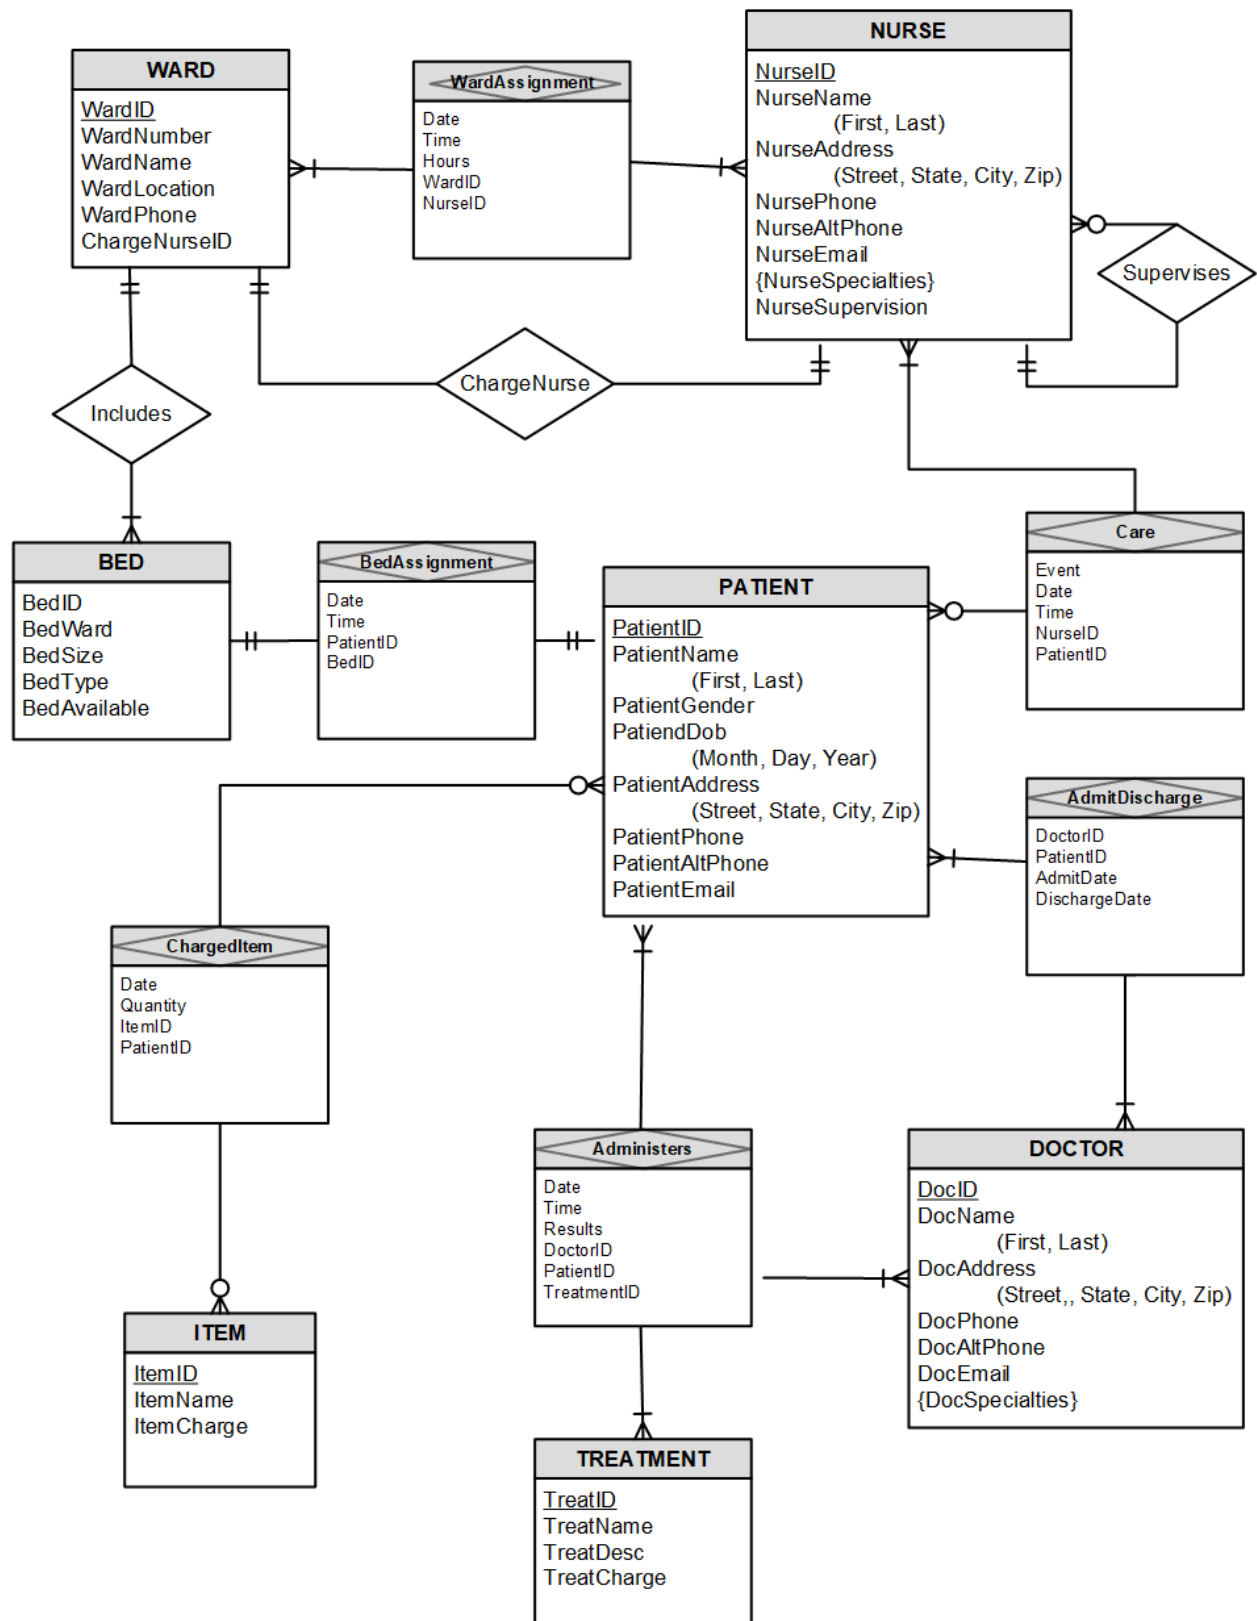 NURSE
NurseID
NurseName
(First, Last)
NurseAddress
(Street, State, City, Zip)
NursePhone
NurseAltPhone
NurseEmail
{NurseSpecialties}
NurseSupervision
WARD
WardID
WardNumber
WardName
WardLocation
WardPhone
ChargeNurseID
WardAssignment
Date
Time
Hours
WardID
NurseID
Supervises
ChargeNurse
Includes
BED
BedID
BedWard
BedSize
BedType
BedAvailable
BedAssignment
Date
Time
PatientID
BedID
PATIENT
PatientID
PatientName
(First, Last)
PatientGender
PatiendDob
(Month, Day, Year)
PatientAddress
(Street, State, City, Zip)
PatientPhone
PatientAltPhone
PatientEmail
Care
Event
Date
Time
NurseID
PatientID
AdmitDischarge
DoctorID
PatientID
AdmitDate
DischargeDate
ChargedItem
Date
Quantity
ItemID
PatientID
Administers
Date
Time
Results
DoctorID
PatientID
TreatmentID
DOCTOR
DocID
DocName
(First, Last)
DocAddress
(Street,, State, City, Zip)
DocPhone
DocAltPhone
DocEmail
{DocSpecialties}
ITEM
ItemID
ItemName
ItemCharge
TREATMENT
TreatID
TreatName
TreatDesc
TreatCharge